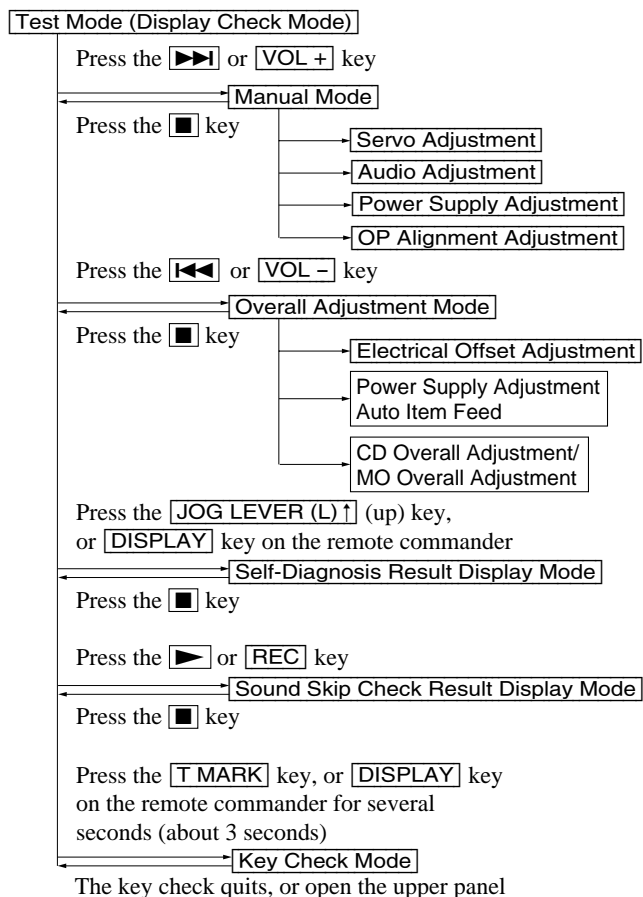 Test Mode (Display Check Mode)
Press the ▶▶I or VOL + key
Manual Mode
Press the ■ key
Servo Adjustment
Audio Adjustment
Power Supply Adjustment
OP Alignment Adjustment
Press the I◀◀ or VOL – key
Overall Adjustment Mode
Press the ■ key
Electrical Offset Adjustment
Power Supply Adjustment
Auto Item Feed
CD Overall Adjustment/
MO Overall Adjustment
Press the JOG LEVER (L) ↑ (up) key,
or DISPLAY key on the remote commander
Self-Diagnosis Result Display Mode
Press the ■ key
Press the ▶ or REC key
Sound Skip Check Result Display Mode
Press the ■ key
Press the T MARK key, or DISPLAY key
on the remote commander for several
seconds (about 3 seconds)
Key Check Mode
The key check quits, or open the upper panel